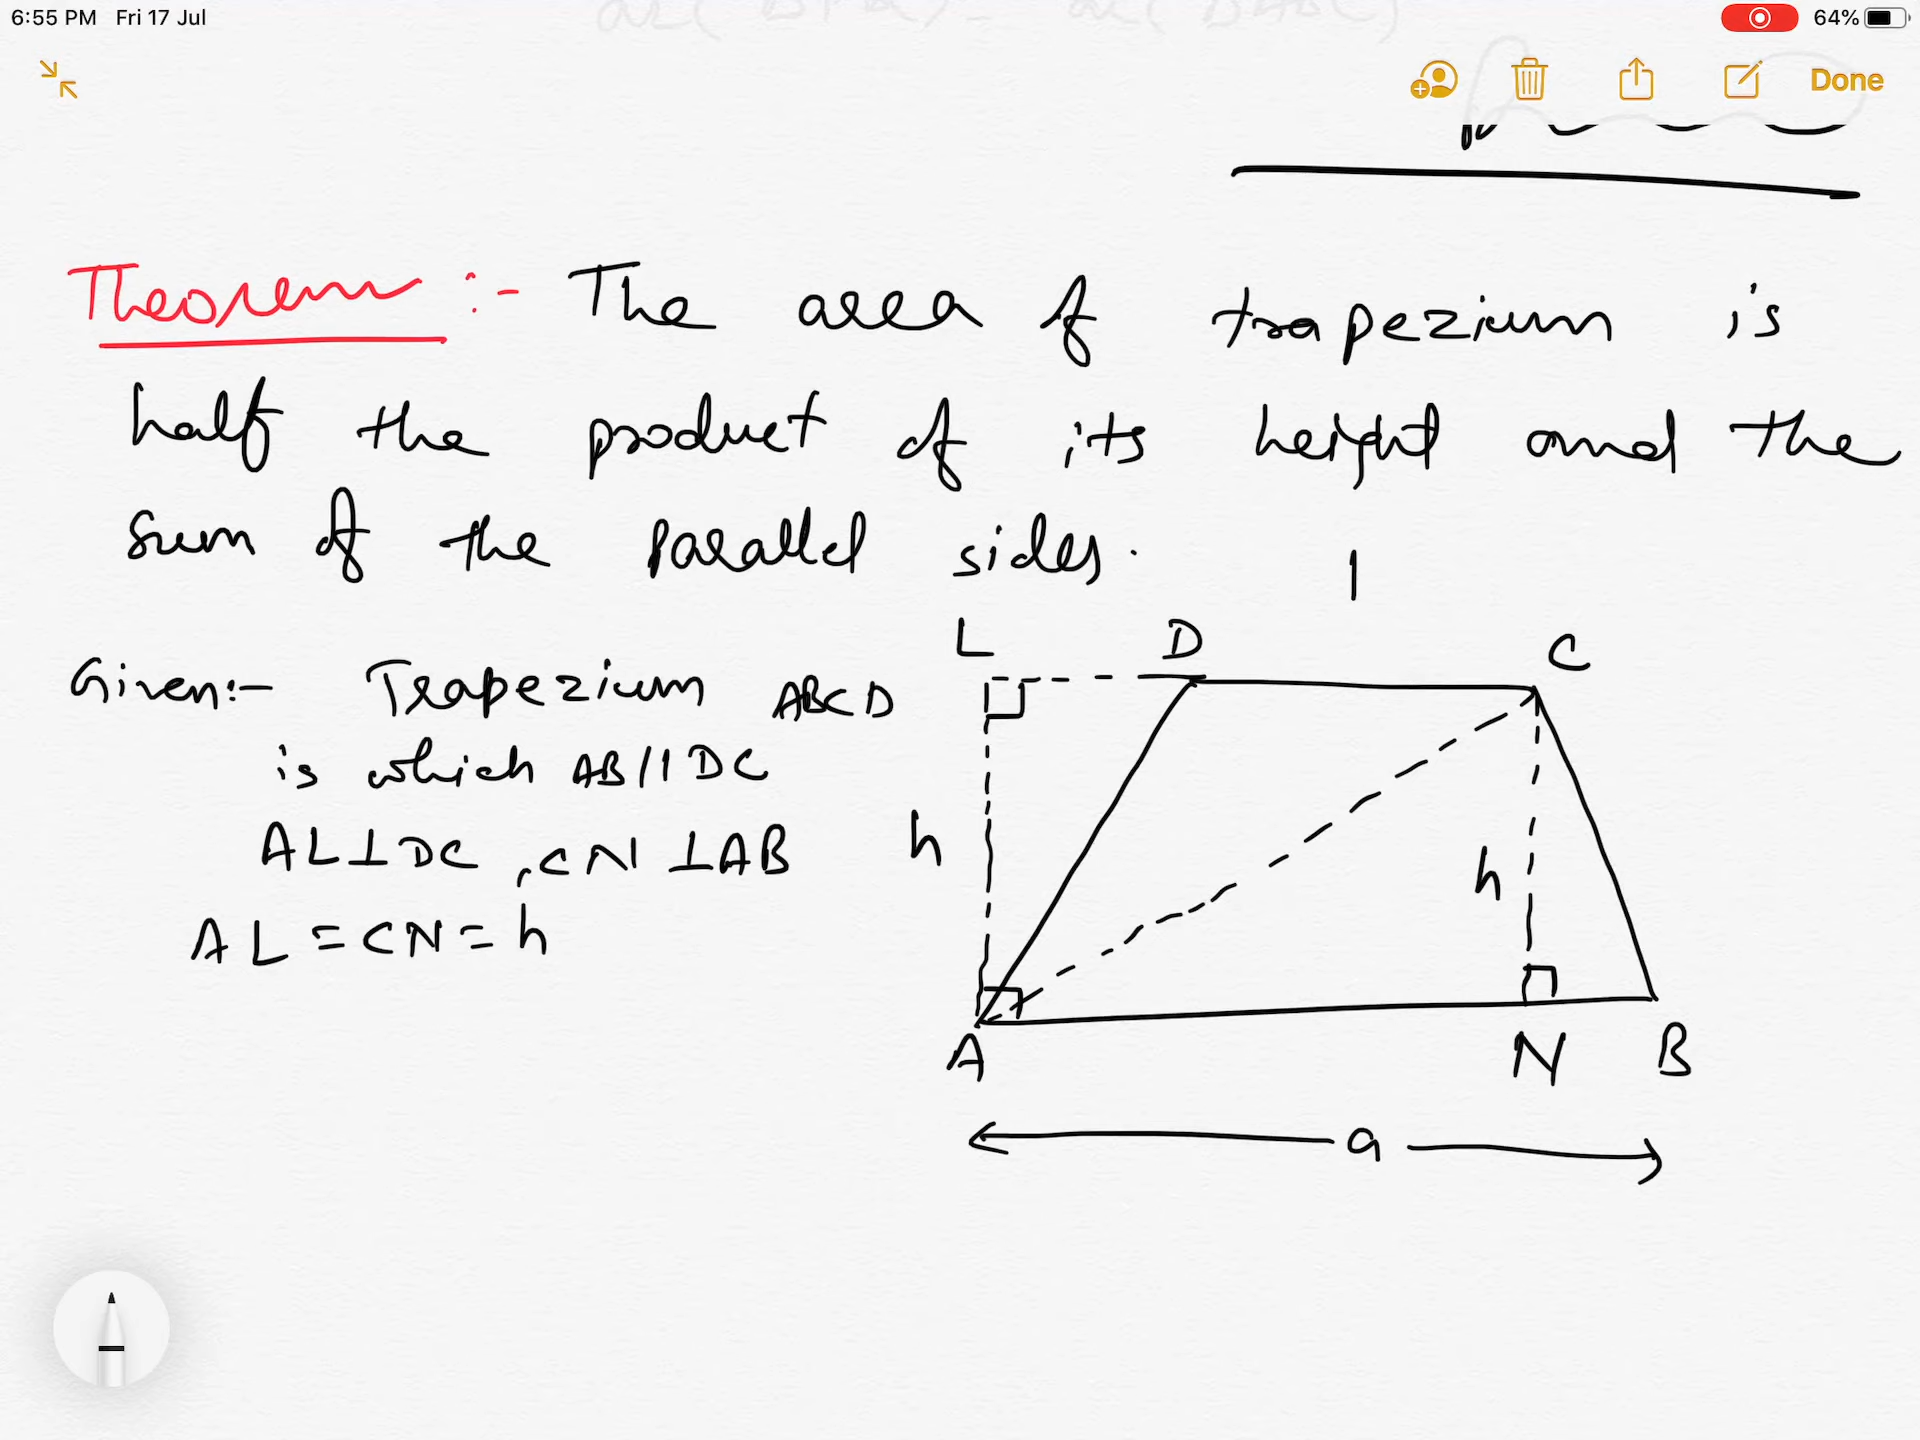 6:55 PM Fri 17 Jul
64%
Done
Theorem :- The area of trapezium is
half the product of its height and the
sum of the parallel sides.
Given:- Trapezium ABCD
is which AB||DC
AL⊥DC, CN⊥AB
AL = CN = h
L D C
h
h
A N B
a